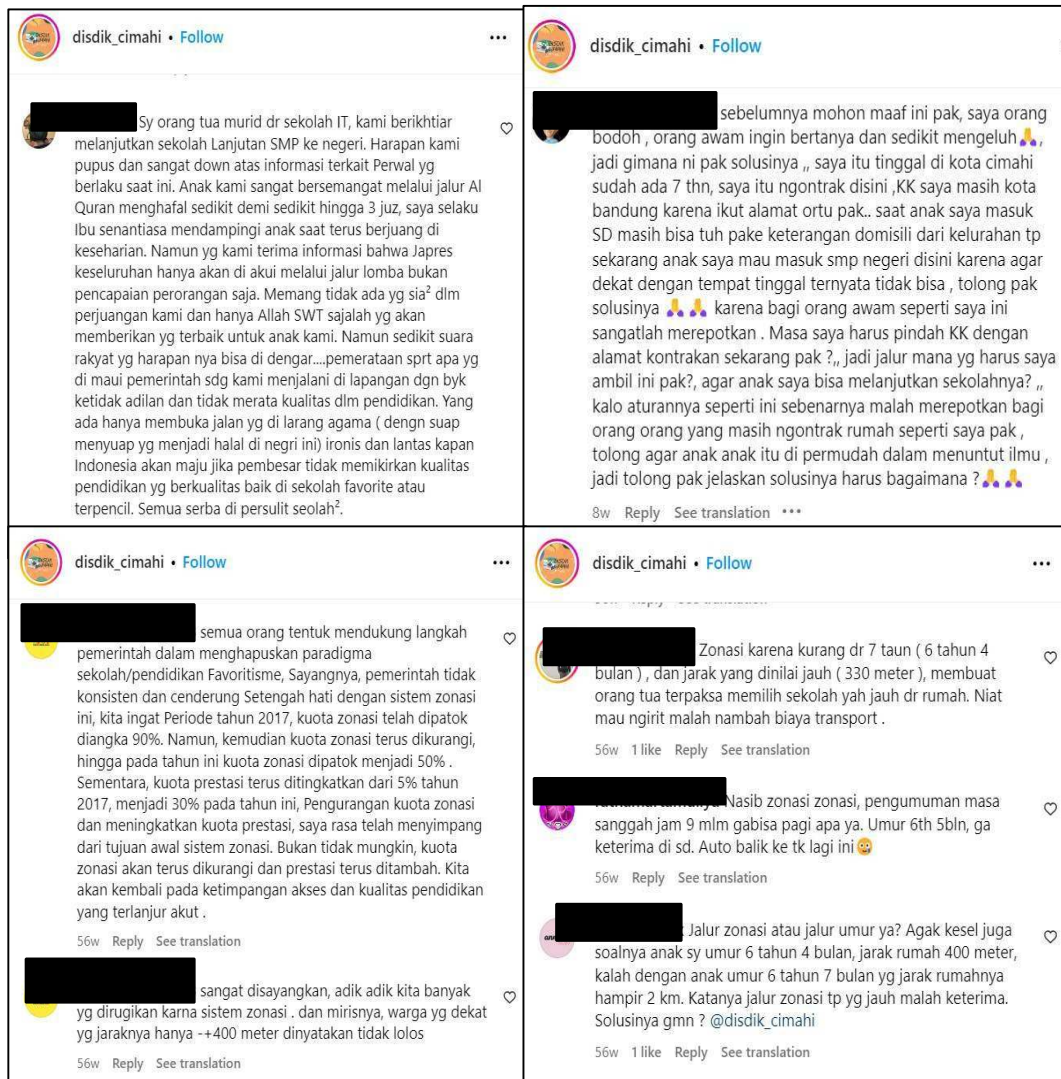 disdik_cimahi • Follow
Sy orang tua murid dr sekolah IT, kami berikhtiar
melanjutkan sekolah Lanjutan SMP ke negeri. Harapan kami
pupus dan sangat down atas informasi terkait Perwal yg
berlaku saat ini. Anak kami sangat bersemangat melalui jalur Al
Quran menghafal sedikit demi sedikit hingga 3 juz, saya selaku
Ibu senantiasa mendampingi anak saat terus berjuang di
keseharian. Namun yg kami terima informasi bahwa Japres
keseluruhan hanya akan di akui melalui jalur lomba bukan
pencapaian perorangan saja. Memang tidak ada yg sia² dlm
perjuangan kami dan hanya Allah SWT sajalah yg akan
memberikan yg terbaik untuk anak kami. Namun sedikit suara
rakyat yg harapan nya bisa di dengar....pemerataan sprt apa yg
di maui pemerintah sdg kami menjalani di lapangan dgn byk
ketidak adilan dan tidak merata kualitas dlm pendidikan. Yang
ada hanya membuka jalan yg di larang agama ( dengn suap
menyuap yg menjadi halal di negri ini) ironis dan lantas kapan
Indonesia akan maju jika pembesar tidak memikirkan kualitas
pendidikan yg berkualitas baik di sekolah favorite atau
terpencil. Semua serba di persulit seolah².
disdik_cimahi • Follow
sebelumnya mohon maaf ini pak, saya orang
bodoh , orang awam ingin bertanya dan sedikit mengeluh🙏,
jadi gimana ni pak solusinya ,, saya itu tinggal di kota cimahi
sudah ada 7 thn, saya itu ngontrak disini ,KK saya masih kota
bandung karena ikut alamat ortu pak.. saat anak saya masuk
SD masih bisa tuh pake keterangan domisili dari kelurahan tp
sekarang anak saya mau masuk smp negeri disini karena agar
dekat dengan tempat tinggal ternyata tidak bisa , tolong pak
solusinya 🙏 🙏 karena bagi orang awam seperti saya ini
sangatlah merepotkan . Masa saya harus pindah KK dengan
alamat kontrakan sekarang pak ?,, jadi jalur mana yg harus saya
ambil ini pak?, agar anak saya bisa melanjutkan sekolahnya? ,,
kalo aturannya seperti ini sebenarnya malah merepotkan bagi
orang orang yang masih ngontrak rumah seperti saya pak ,
tolong agar anak anak itu di permudah dalam menuntut ilmu ,
jadi tolong pak jelaskan solusinya harus bagaimana ?🙏 🙏
8w Reply See translation
disdik_cimahi • Follow
semua orang tentuk mendukung langkah
pemerintah dalam menghapuskan paradigma
sekolah/pendidikan Favoritisme, Sayangnya, pemerintah tidak
konsisten dan cenderung Setengah hati dengan sistem zonasi
ini, kita ingat Periode tahun 2017, kuota zonasi telah dipatok
diangka 90%. Namun, kemudian kuota zonasi terus dikurangi,
hingga pada tahun ini kuota zonasi dipatok menjadi 50% .
Sementara, kuota prestasi terus ditingkatkan dari 5% tahun
2017, menjadi 30% pada tahun ini, Pengurangan kuota zonasi
dan meningkatkan kuota prestasi, saya rasa telah menyimpang
dari tujuan awal sistem zonasi. Bukan tidak mungkin, kuota
zonasi akan terus dikurangi dan prestasi terus ditambah. Kita
akan kembali pada ketimpangan akses dan kualitas pendidikan
yang terlanjur akut .
56w Reply See translation
sangat disayangkan, adik adik kita banyak
yg dirugikan karna sistem zonasi . dan mirisnya, warga yg dekat
yg jaraknya hanya -+400 meter dinyatakan tidak lolos
56w Reply See translation
disdik_cimahi • Follow
Zonasi karena kurang dr 7 taun ( 6 tahun 4
bulan ) , dan jarak yang dinilai jauh ( 330 meter ), membuat
orang tua terpaksa memilih sekolah yah jauh dr rumah. Niat
mau ngirit malah nambah biaya transport .
56w 1 like Reply See translation
Nasib zonasi zonasi, pengumuman masa
sanggah jam 9 mlm gabisa pagi apa ya. Umur 6th 5bln, ga
keterima di sd. Auto balik ke tk lagi ini😬
56w Reply See translation
Jalur zonasi atau jalur umur ya? Agak kesel juga
soalnya anak sy umur 6 tahun 4 bulan, jarak rumah 400 meter,
kalah dengan anak umur 6 tahun 7 bulan yg jarak rumahnya
hampir 2 km. Katanya jalur zonasi tp yg jauh malah keterima.
Solusinya gmn ? @disdik_cimahi
56w 1 like Reply See translation